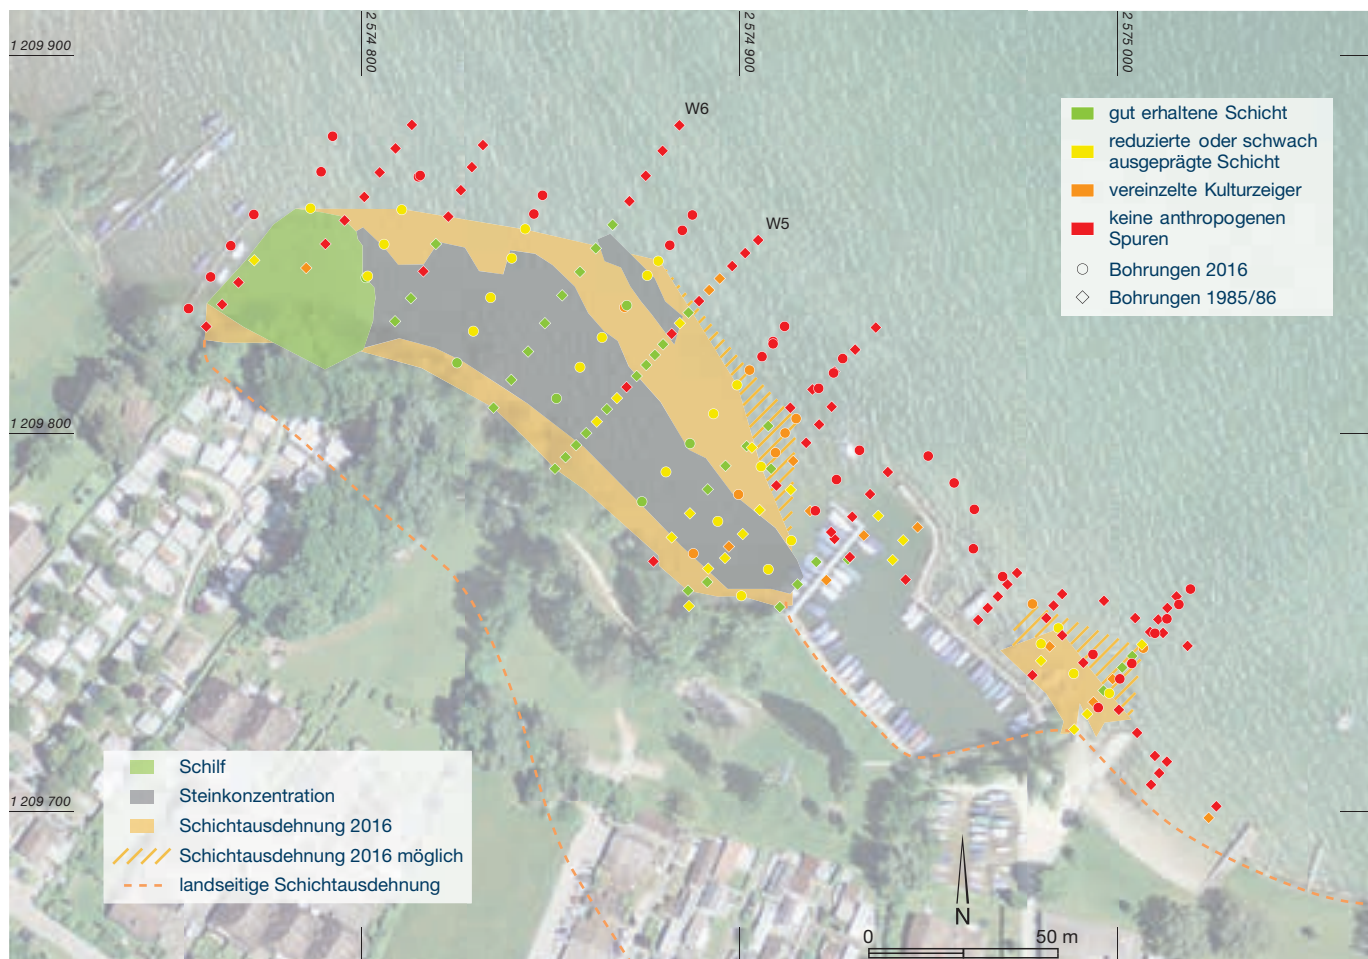 2 574 800
2 574 900
2 575 000
1 209 900
W6
W5
gut erhaltene Schicht
reduzierte oder schwach
ausgeprägte Schicht
vereinzelte Kulturzeiger
keine anthropogenen
Spuren
Bohrungen 2016
Bohrungen 1985/86
1 209 800
Schilf
Steinkonzentration
Schichtausdehnung 2016
Schichtausdehnung 2016 möglich
landseitige Schichtausdehnung
1 209 700
N
0
50 m